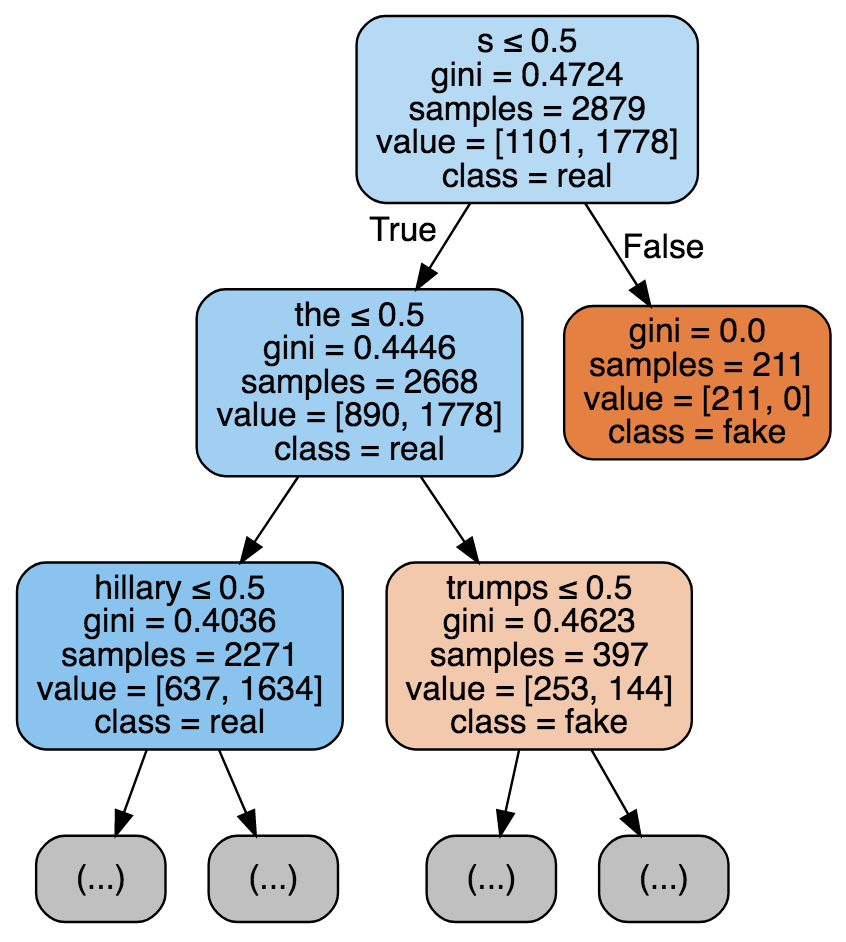 s ≤ 0.5
gini = 0.4724
samples = 2879
value = [1101, 1778]
class = real
True
False
the ≤ 0.5
gini = 0.4446
samples = 2668
value = [890, 1778]
class = real
gini = 0.0
samples = 211
value = [211, 0]
class = fake
hillary ≤ 0.5
gini = 0.4036
samples = 2271
value = [637, 1634]
class = real
trumps ≤ 0.5
gini = 0.4623
samples = 397
value = [253, 144]
class = fake
(...)
(...)
(...)
(...)